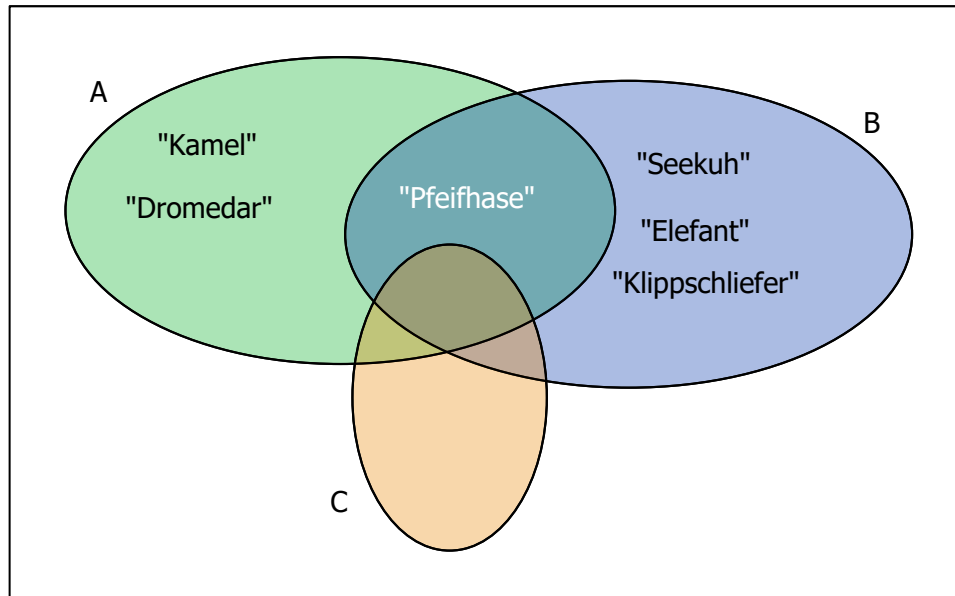 A
B
"Kamel"
"Dromedar"
"Pfeifhase"
"Seekuh"
"Elefant"
"Klippschliefer"
C